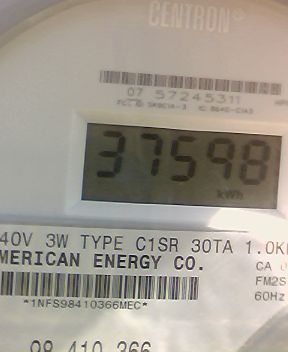 CENTRON
07 57245311
37598
kWh
40V 3W TYPE C1SR 30TA 1.0K
MERICAN ENERGY CO.
CA 0
*1NFS98410366MEC*
FM2S
60Hz
98 410 366